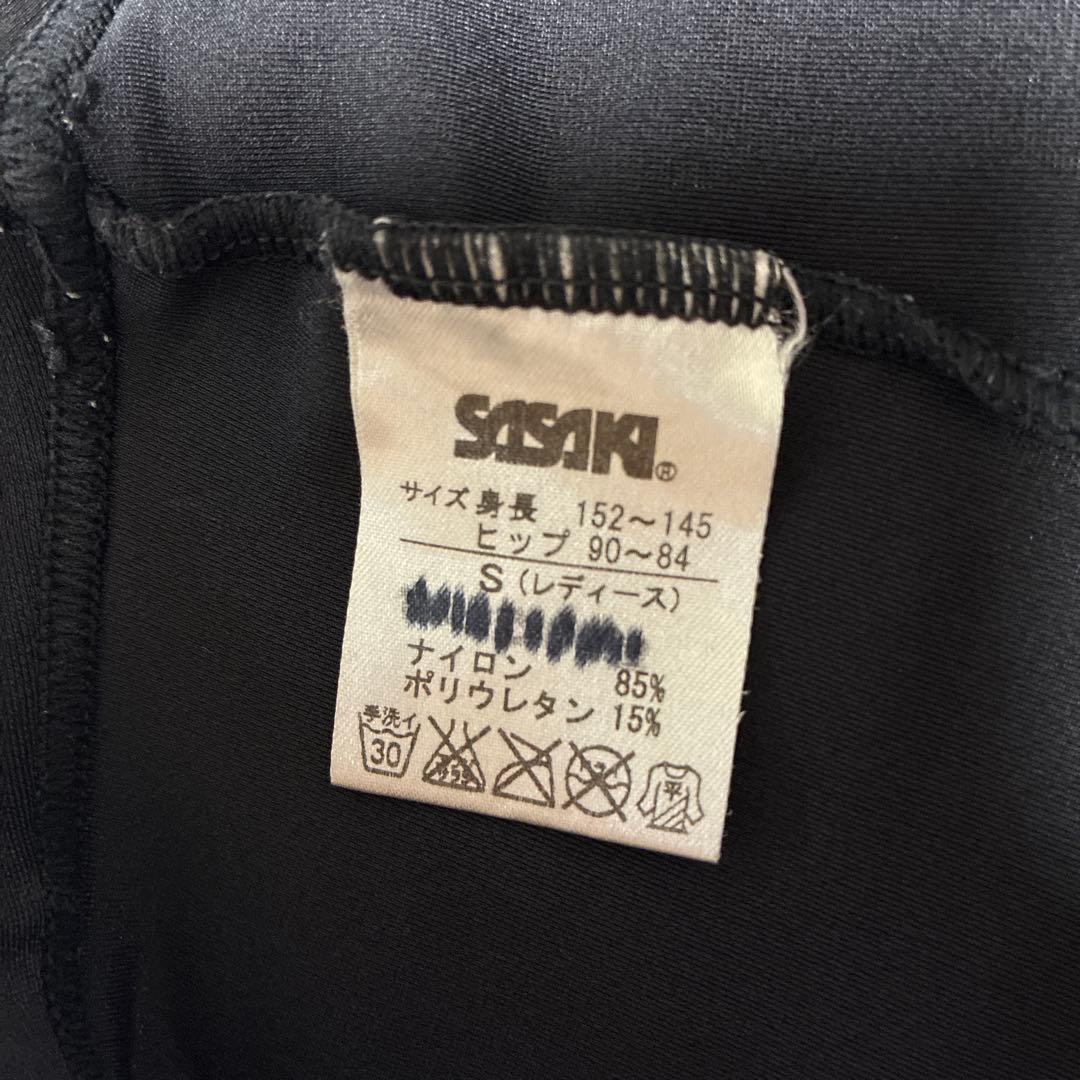 SASAKI®
サイズ 身長 152～145
ヒップ 90～84
S (レディース)
ナイロン 85%
ポリウレタン 15%
手洗イ
30
平